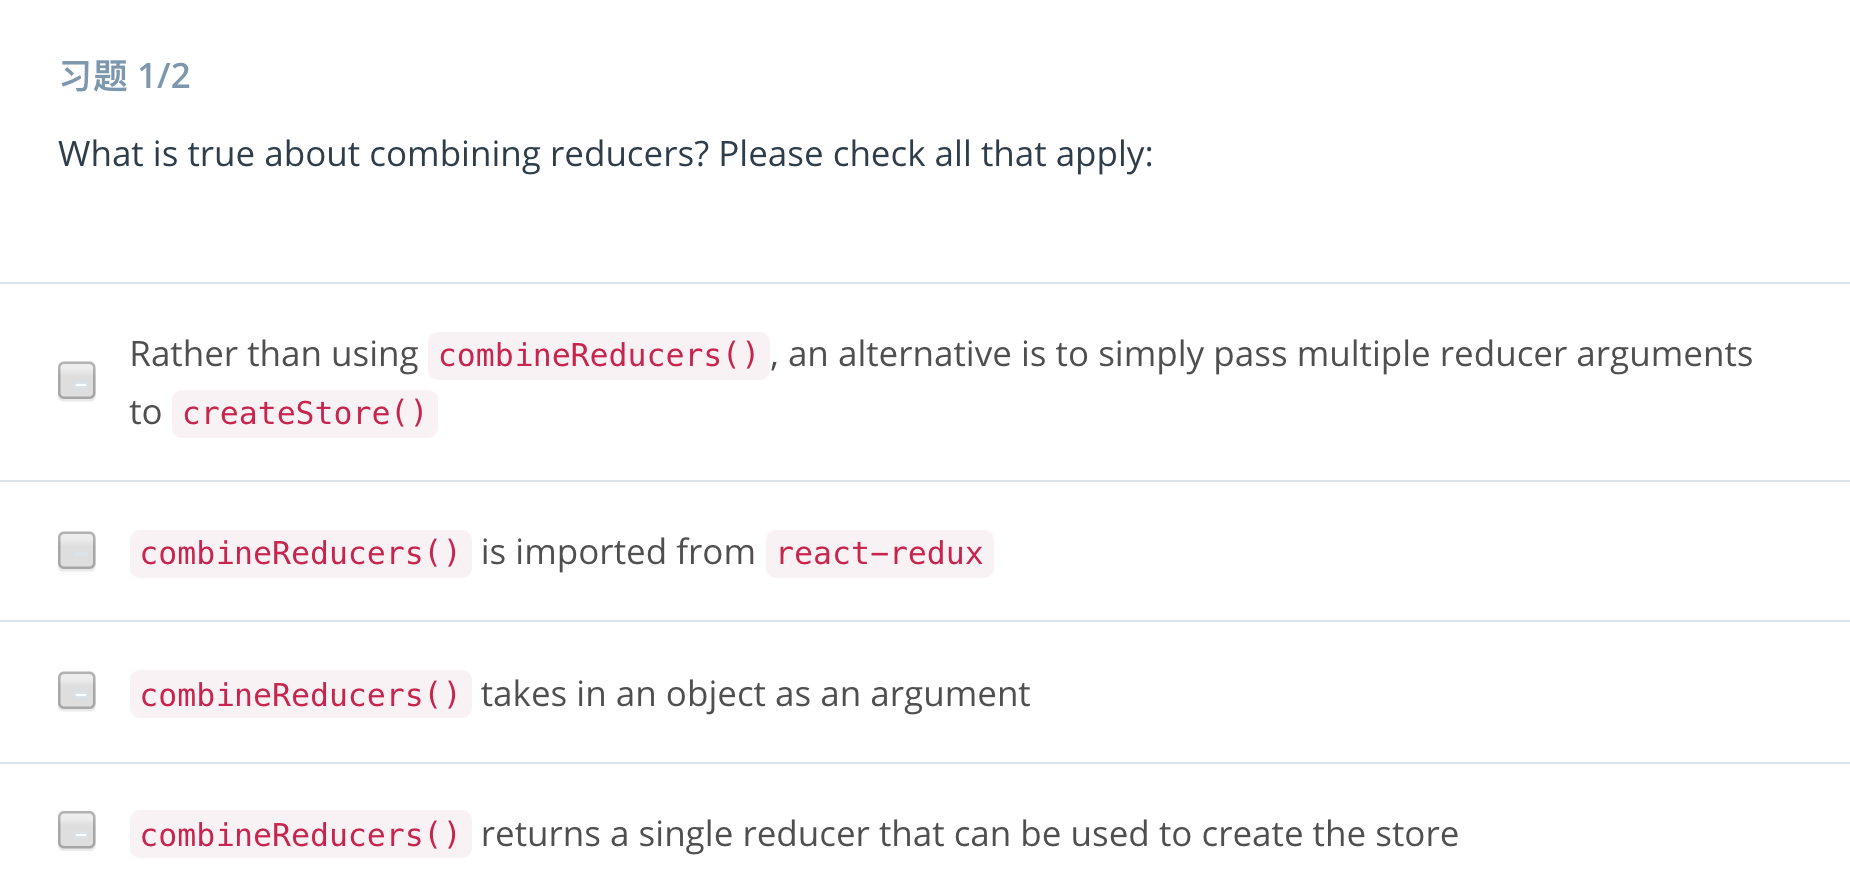 习题 1/2
What is true about combining reducers? Please check all that apply:
Rather than using combineReducers(), an alternative is to simply pass multiple reducer arguments
to createStore()
combineReducers() is imported from react-redux
combineReducers() takes in an object as an argument
combineReducers() returns a single reducer that can be used to create the store